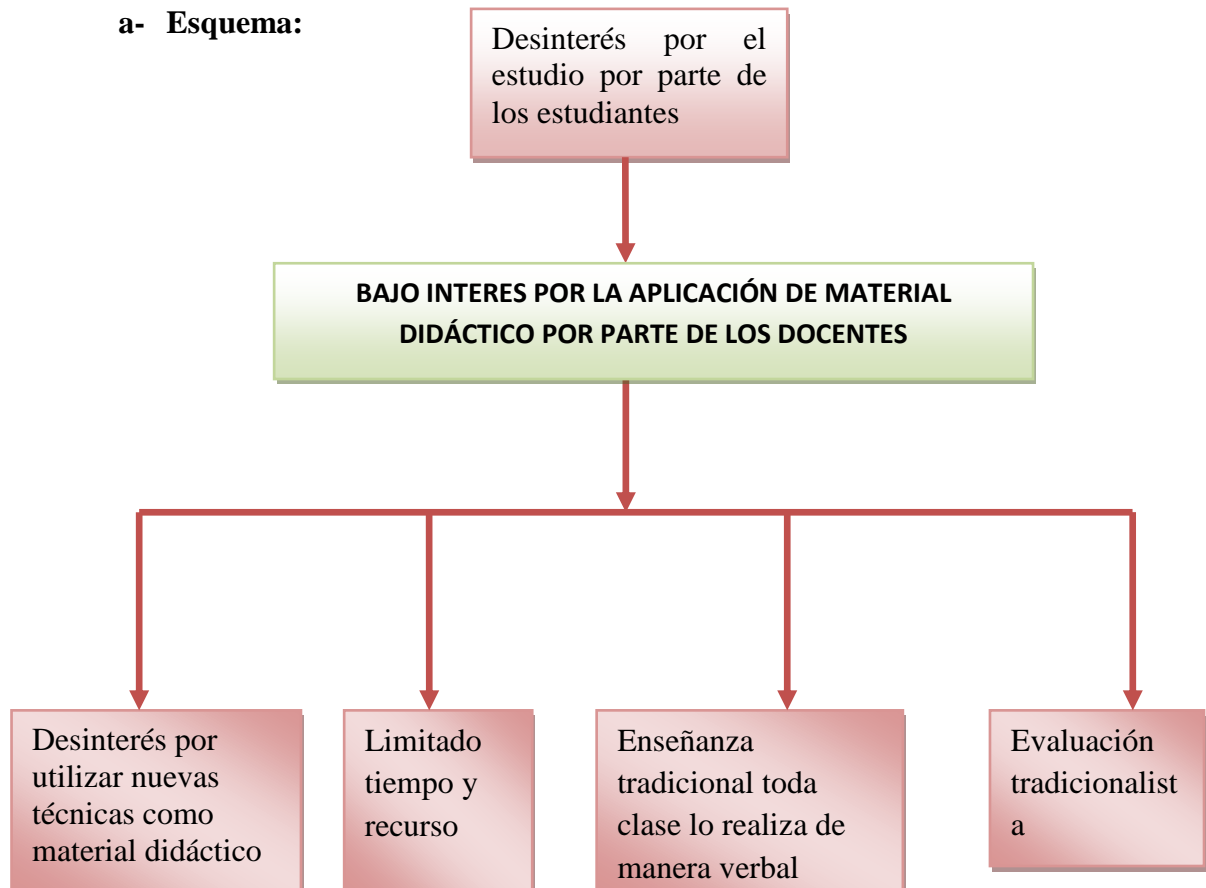 a- Esquema:
Desinterés por el
estudio por parte de
los estudiantes
BAJO INTERES POR LA APLICACIÓN DE MATERIAL
DIDÁCTICO POR PARTE DE LOS DOCENTES
Desinterés por
utilizar nuevas
técnicas como
material didáctico
Limitado
tiempo y
recurso
Enseñanza
tradicional toda
clase lo realiza de
manera verbal
Evaluación
tradicionalist
a